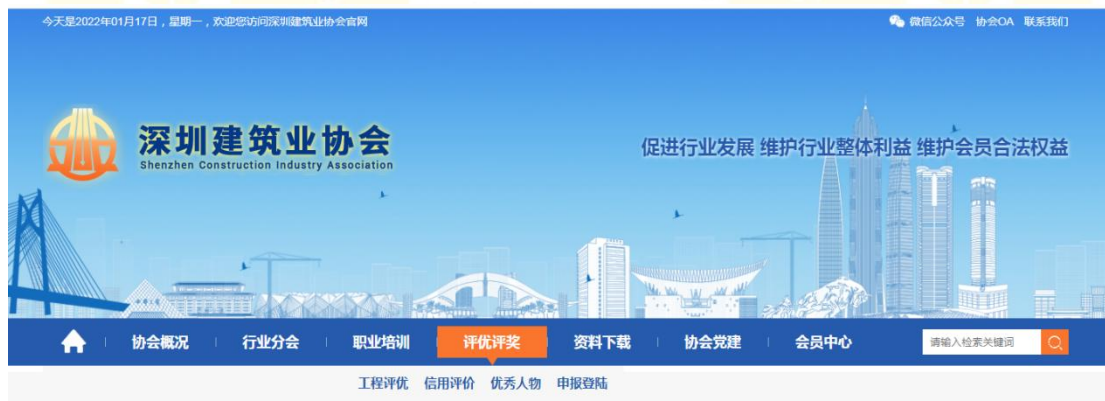 今天是2022年01月17日，星期一，欢迎您访问深圳建筑业协会官网
微信公众号 协会OA 联系我们
深圳建筑业协会
Shenzhen Construction Industry Association
促进行业发展 维护行业整体利益 维护会员合法权益
协会概况 行业分会 职业培训 评优评奖 资料下载 协会党建 会员中心 请输入检索关键词
工程评优 信用评价 优秀人物 申报登陆